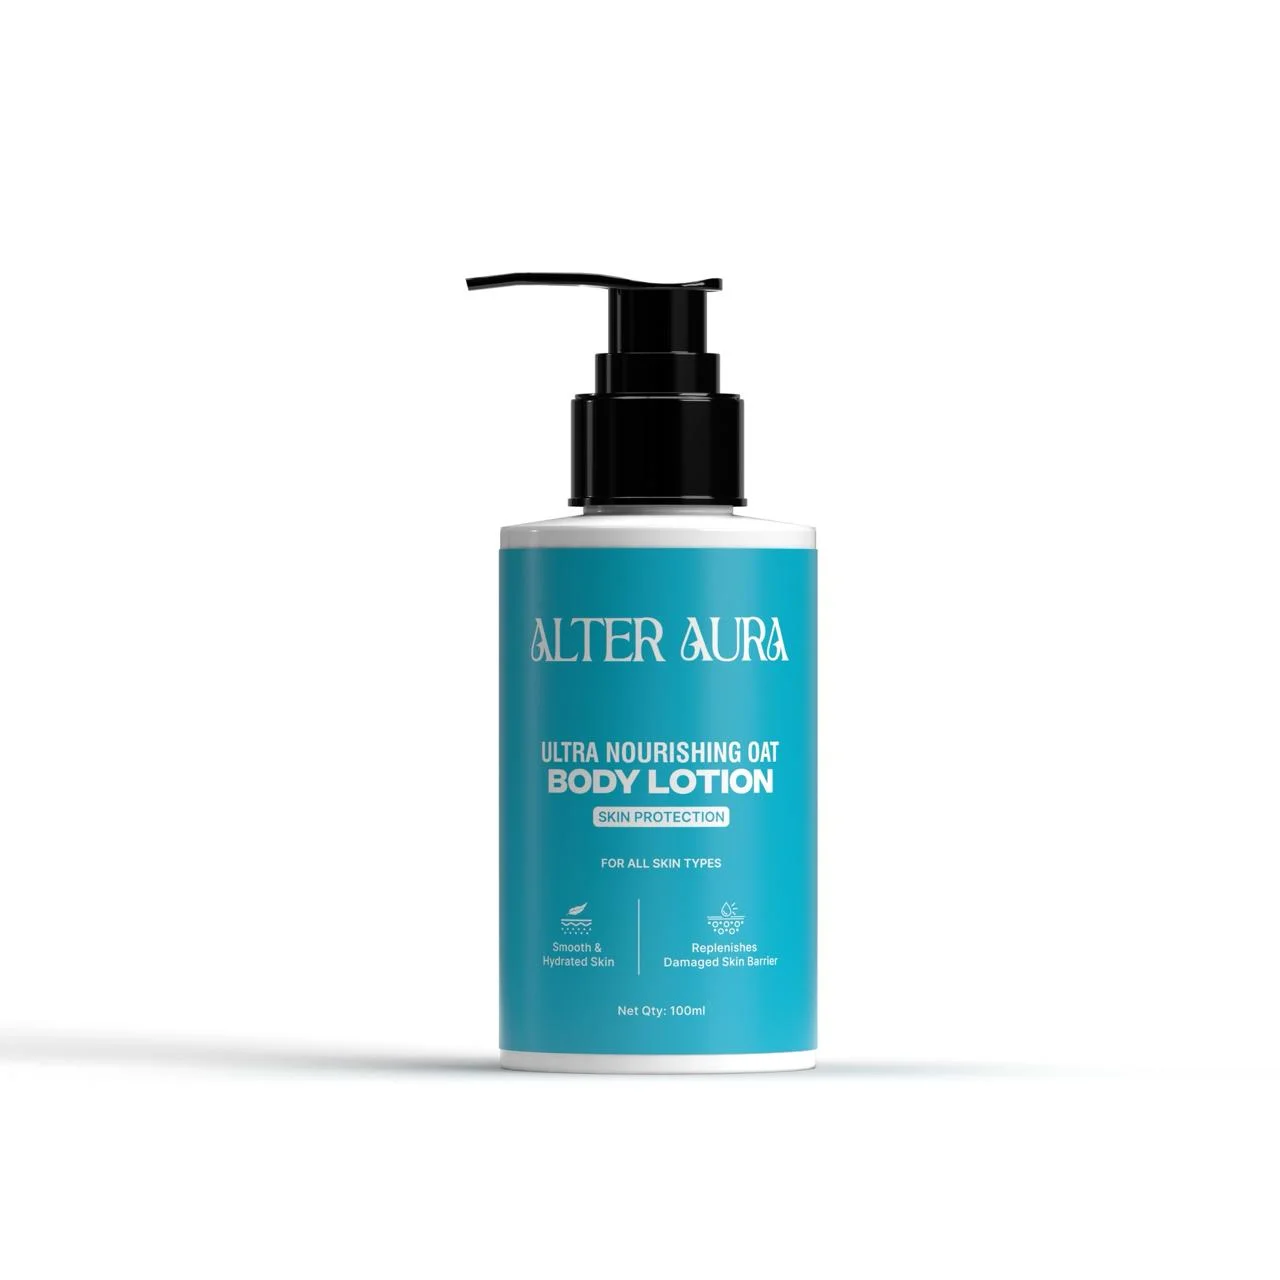 ALTER AURA
ULTRA NOURISHING OAT
BODY LOTION
SKIN PROTECTION
FOR ALL SKIN TYPES
Smooth &
Hydrated Skin
Replenishes
Damaged Skin Barrier
Net Qty: 100ml